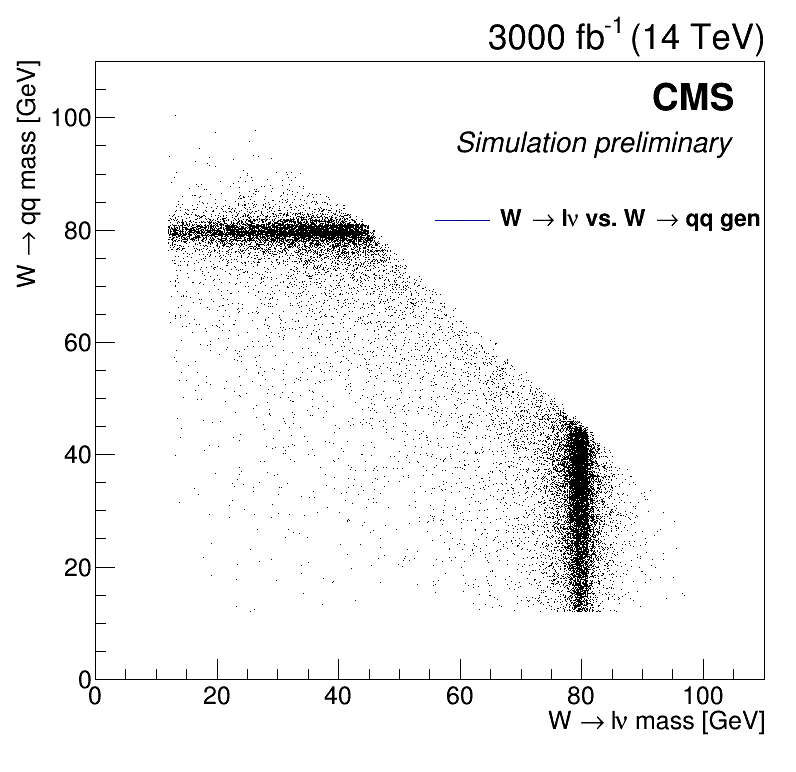 3000 fb-1 (14 TeV)
CMS
Simulation preliminary
W → lν vs. W → qq gen
W → qq mass [GeV]
100
80
60
40
20
0
0 20 40 60 80 100
W → lν mass [GeV]